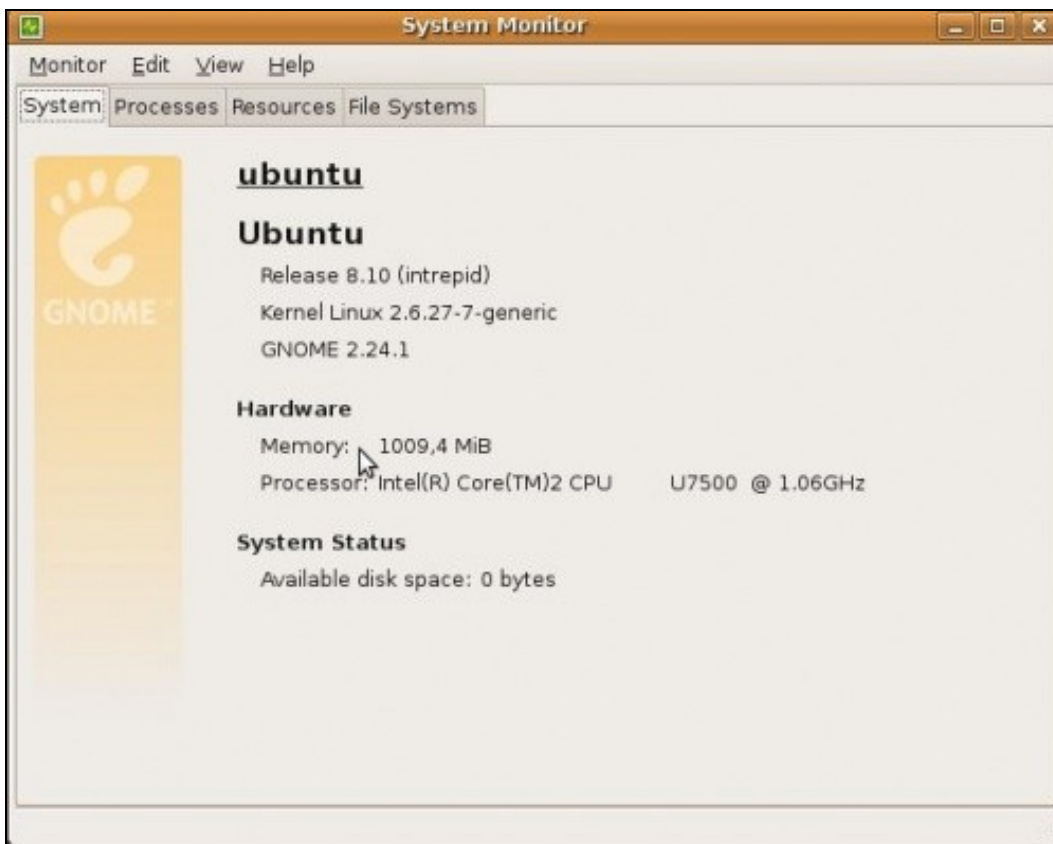 System Monitor
Monitor Edit View Help
System Processes Resources File Systems
GNOME™
ubuntu
Ubuntu
Release 8.10 (intrepid)
Kernel Linux 2.6.27-7-generic
GNOME 2.24.1
Hardware
Memory: 1009,4 MiB
Processor: Intel(R) Core(TM)2 CPU U7500 @ 1.06GHz
System Status
Available disk space: 0 bytes